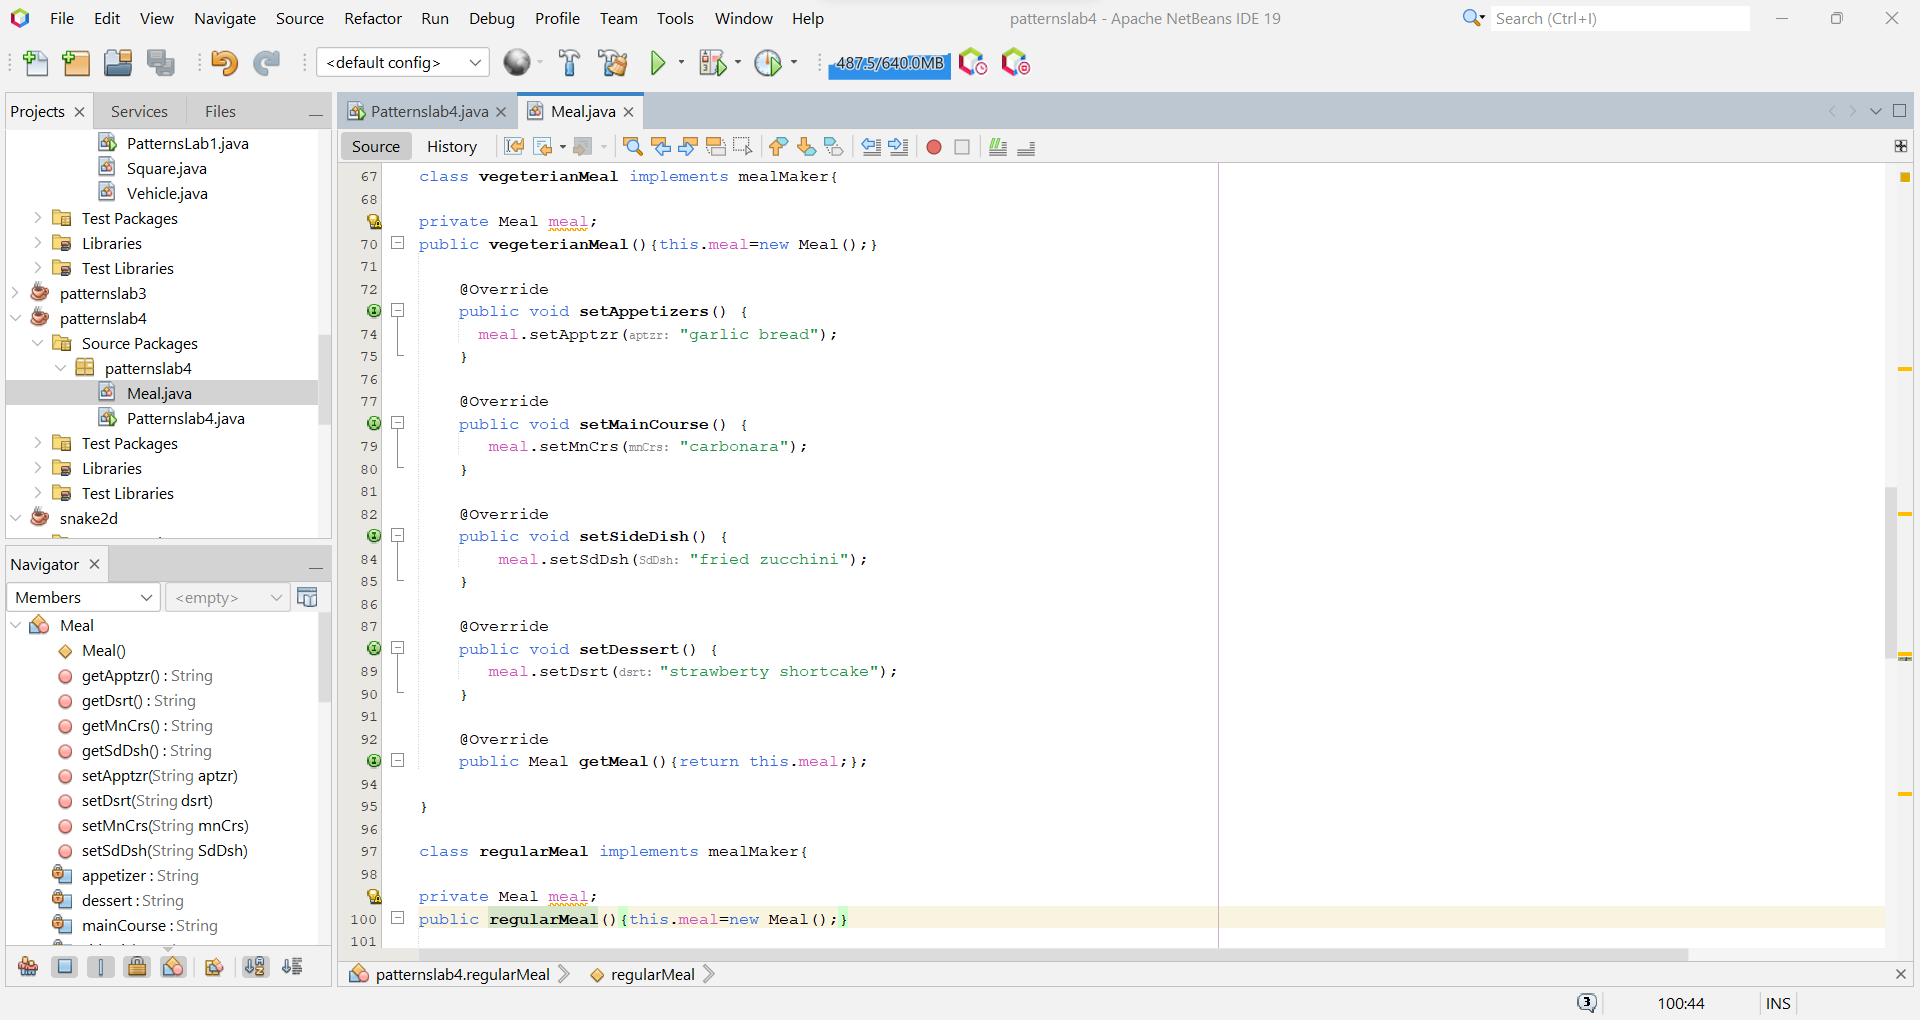 File Edit View Navigate Source Refactor Run Debug Profile Team Tools Window Help
patternslab4 - Apache NetBeans IDE 19
Search (Ctrl+I)
<default config>
487.5/640.0MB
Projects Services Files
PatternsLab1.java
Square.java
Vehicle.java
Test Packages
Libraries
Test Libraries
patternslab3
patternslab4
Source Packages
patternslab4
Meal.java
Patternslab4.java
Test Packages
Libraries
Test Libraries
snake2d
Navigator
Members <empty>
Meal
Meal()
getApptzr() : String
getDsrt() : String
getMnCrs() : String
getSdDsh() : String
setApptzr(String aptzr)
setDsrt(String dsrt)
setMnCrs(String mnCrs)
setSdDsh(String SdDsh)
appetizer : String
dessert : String
mainCourse : String
Patternslab4.java Meal.java
Source History
67 class vegeterianMeal implements mealMaker{
68
private Meal meal;
70 public vegeterianMeal(){this.meal=new Meal();}
71
72 @Override
public void setAppetizers() {
74 meal.setApptzr(aptzr: "garlic bread");
75 }
76
77 @Override
public void setMainCourse() {
79 meal.setMnCrs(mnCrs: "carbonara");
80 }
81
82 @Override
public void setSideDish() {
84 meal.setSdDsh(SdDsh: "fried zucchini");
85 }
86
87 @Override
public void setDessert() {
89 meal.setDsrt(dsrt: "strawberty shortcake");
90 }
91
92 @Override
public Meal getMeal(){return this.meal;};
94
95 }
96
97 class regularMeal implements mealMaker{
98
private Meal meal;
100 public regularMeal(){this.meal=new Meal();}
101
patternslab4.regularMeal regularMeal
3 100:44 INS